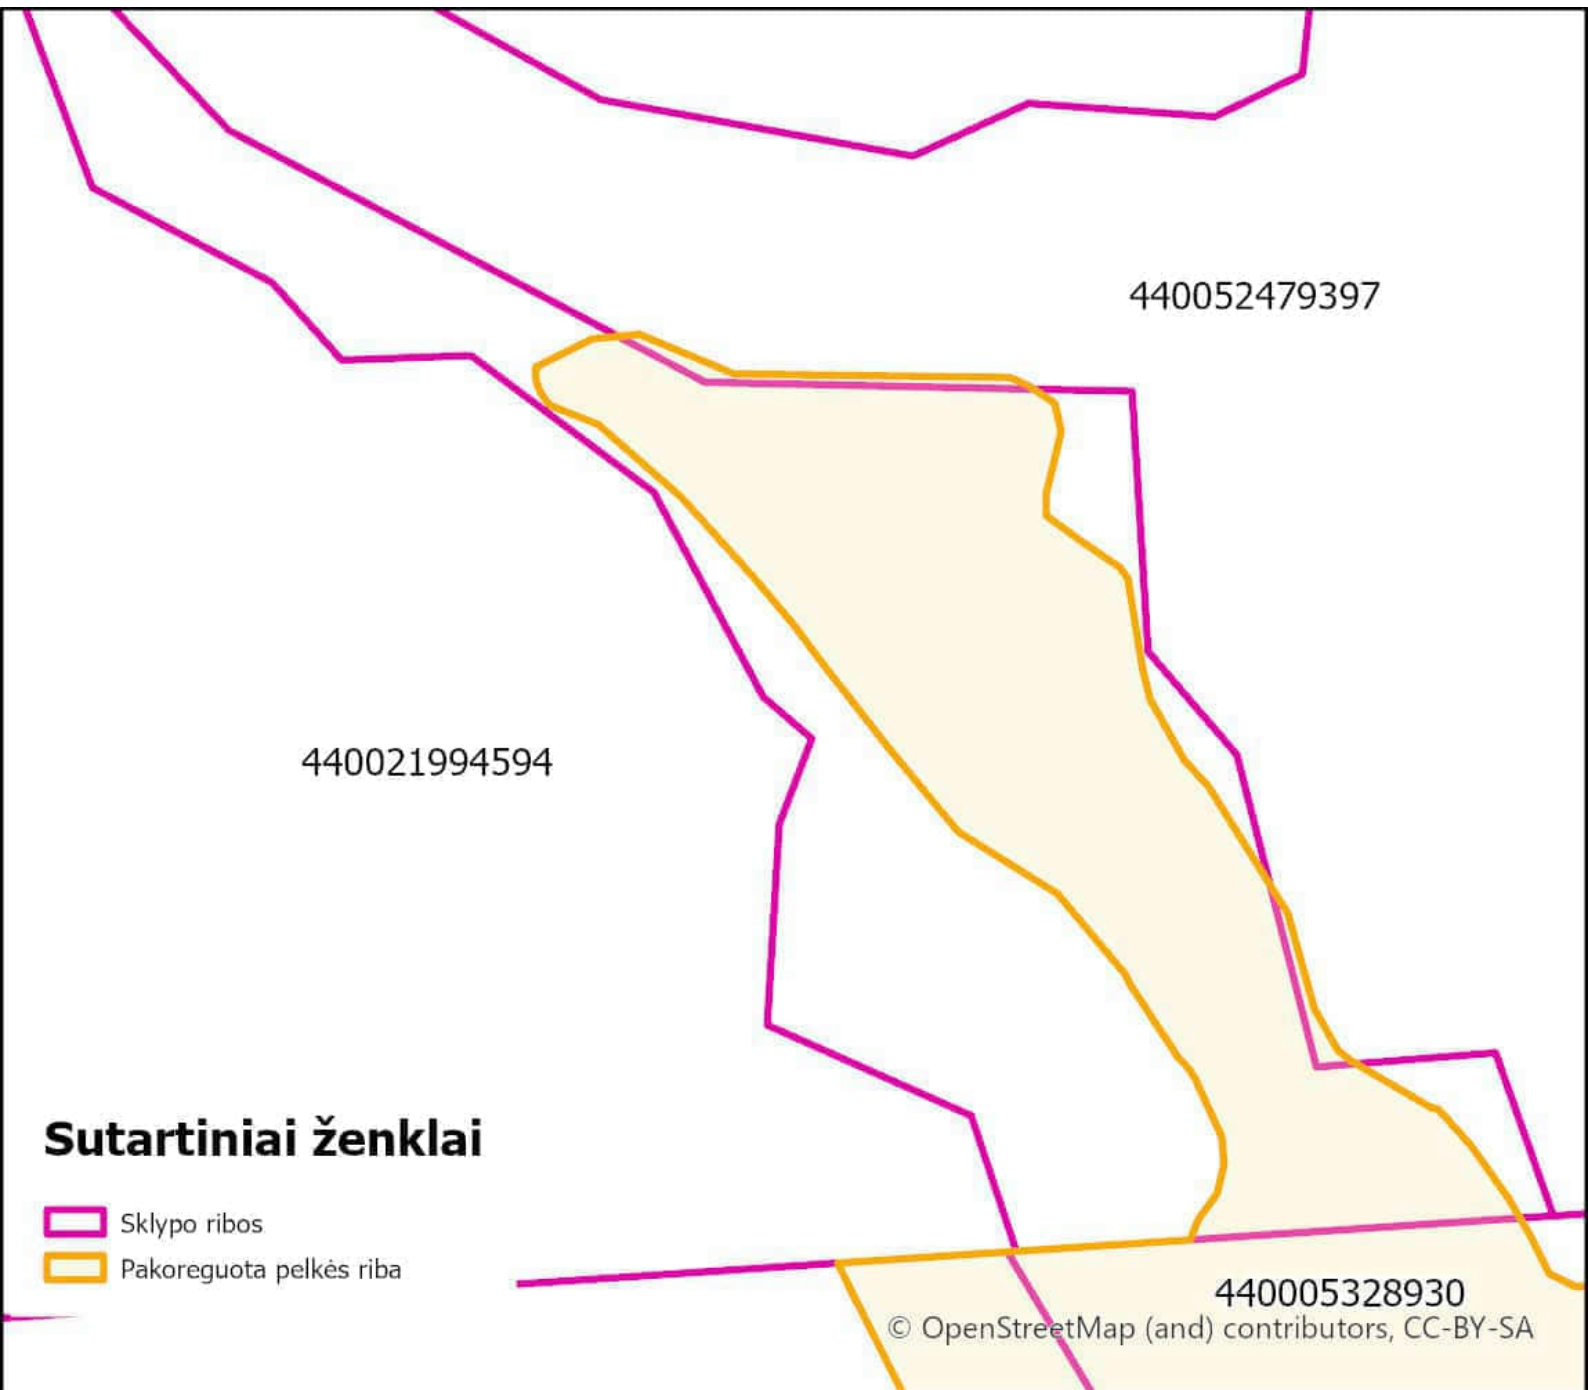 440052479397
440021994594
Sutartiniai ženklai
Sklypo ribos
Pakoreguota pelkės riba
440005328930
© OpenStreetMap (and) contributors, CC-BY-SA